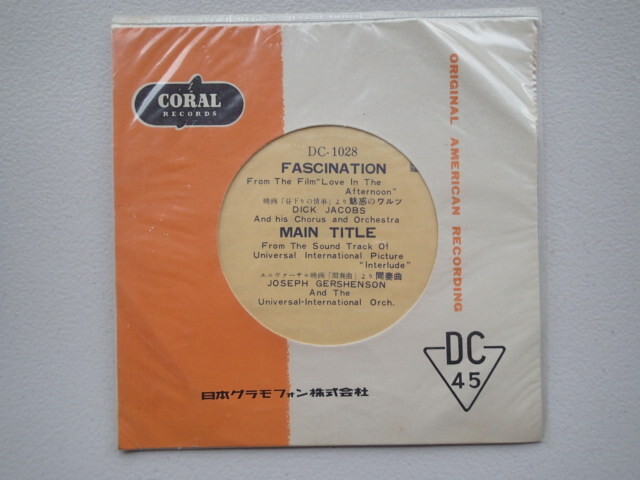 CORAL
RECORDS
DC-1028
FASCINATION
From The Film "Love In The
Afternoon"
映画「昼下りの情事」より 魅惑のワルツ
DICK JACOBS
And his Chorus and Orchestra
MAIN TITLE
From The Sound Track Of
Universal International Picture
"Interlude"
ユニヴァーサル映画「間奏曲」より 間奏曲
JOSEPH GERSHENSON
And The
Universal-International Orch.
ORIGINAL AMERICAN RECORDING
DC
45
日本グラモフォン株式会社